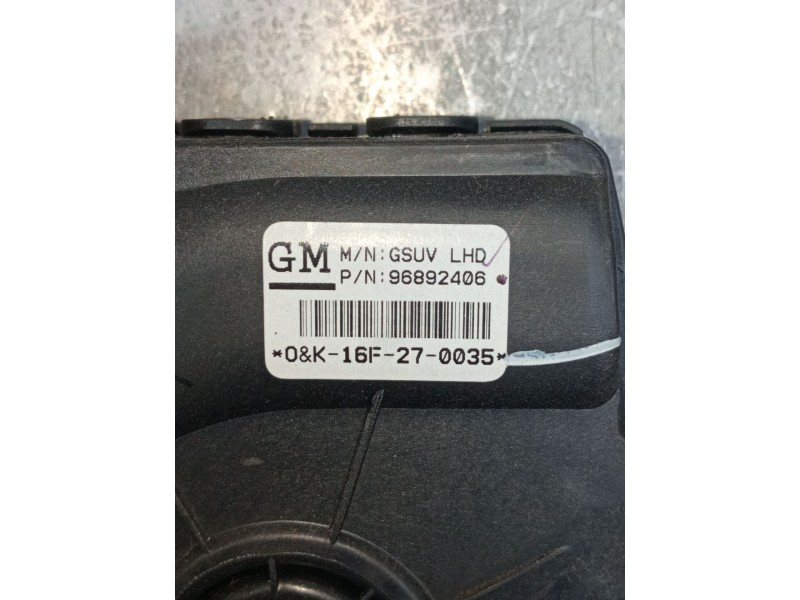 GM M/N:GSUV LHD
P/N:96892406
*O&K-16F-27-0035*